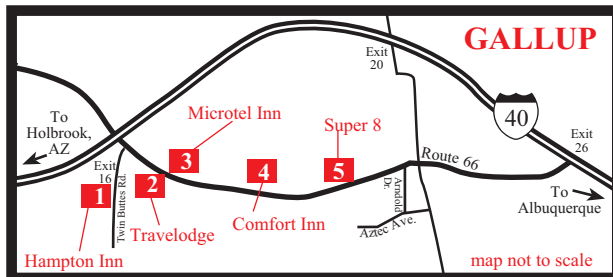 GALLUP
Exit
20
To
Holbrook,
AZ
Microtel Inn
40
Super 8
Exit
26
3
Route 66
Exit
16
4
5
1
2
Twin Buttes Rd.
Arnold
Dr.
To
Albuquerque
Comfort Inn
Travelodge
Aztec Ave.
Hampton Inn
map not to scale